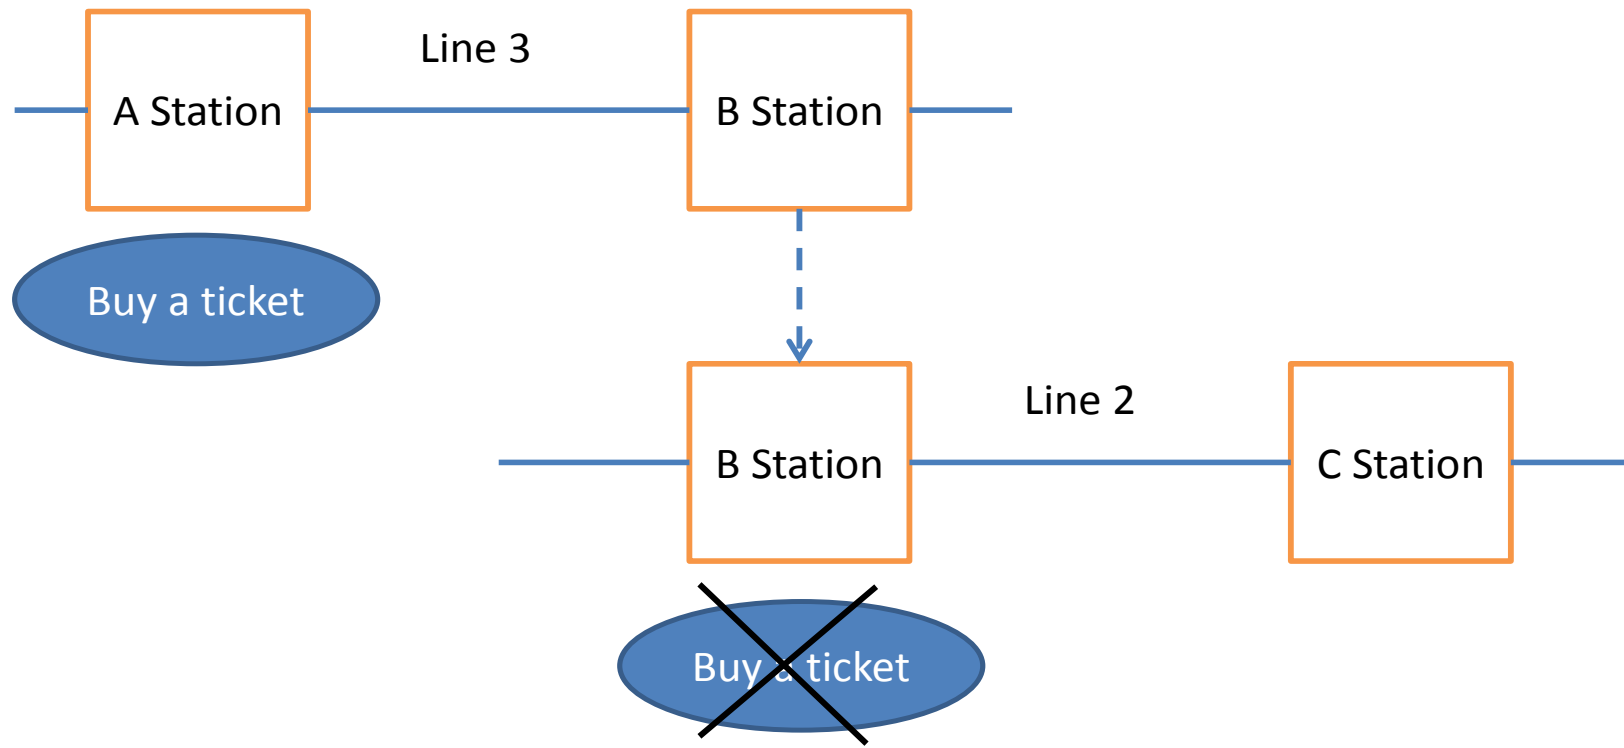 Line 3
A Station
B Station
Buy a ticket
Line 2
B Station
C Station
Buy a ticket